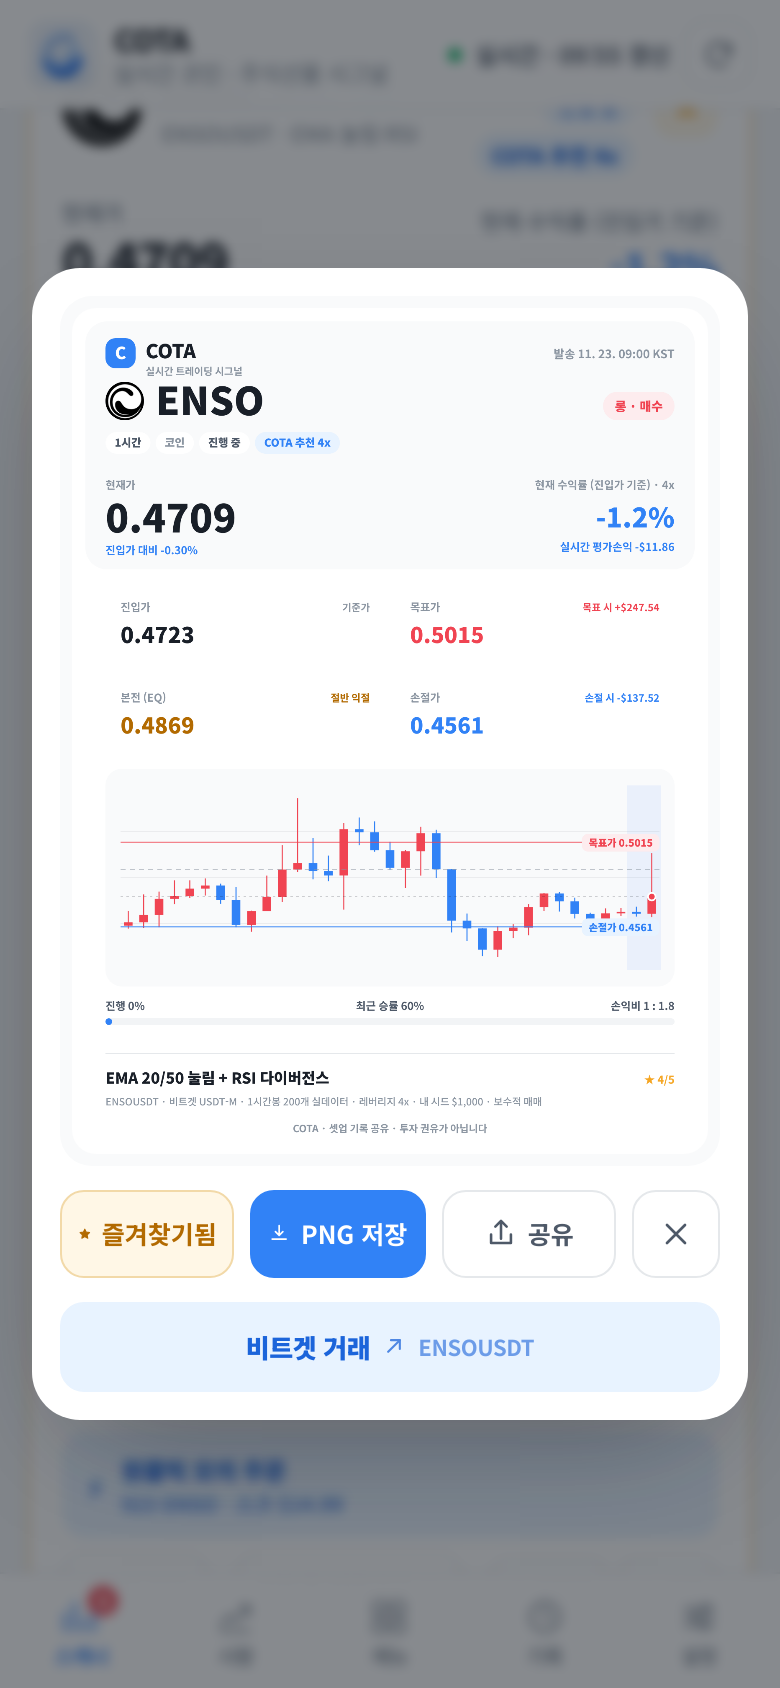 COTA
0.4709
C COTA
발송 11. 23. 09:00 KST
실시간 트레이딩 시그널
ENSO
롱 · 매수
1시간 코인 진행 중 COTA 추천 4x
현재가
현재 수익률 (진입가 기준) · 4x
0.4709
-1.2%
진입가 대비 -0.30%
실시간 평가손익 -$11.86
진입가 기준가
0.4723
목표가 목표 시 +$247.54
0.5015
본전 (EQ) 절반 익절
0.4869
손절가 손절 시 -$137.52
0.4561
목표가 0.5015
손절가 0.4561
진행 0% 최근 승률 60% 손익비 1 : 1.8
EMA 20/50 눌림 + RSI 다이버전스
★ 4/5
ENSOUSDT · 비트겟 USDT-M · 1시간봉 200개 실데이터 · 레버리지 4x · 내 시드 $1,000 · 보수적 매매
COTA · 셋업 기록 공유 · 투자 권유가 아닙니다
즐겨찾기됨
PNG 저장
공유
비트겟 거래 ENSOUSDT